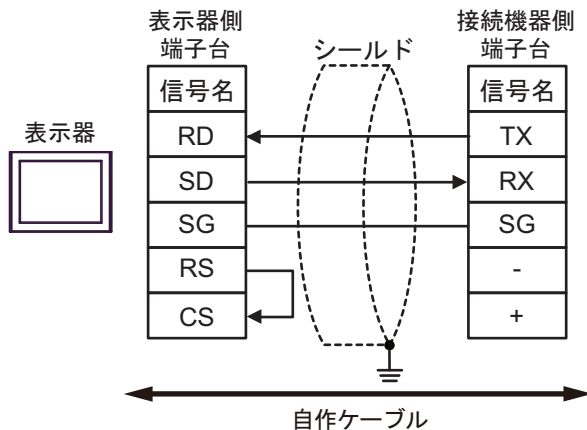 表示器側
端子台
シールド
接続機器側
端子台
信号名
信号名
表示器
RD
TX
SD
RX
SG
SG
RS
-
CS
+
自作ケーブル